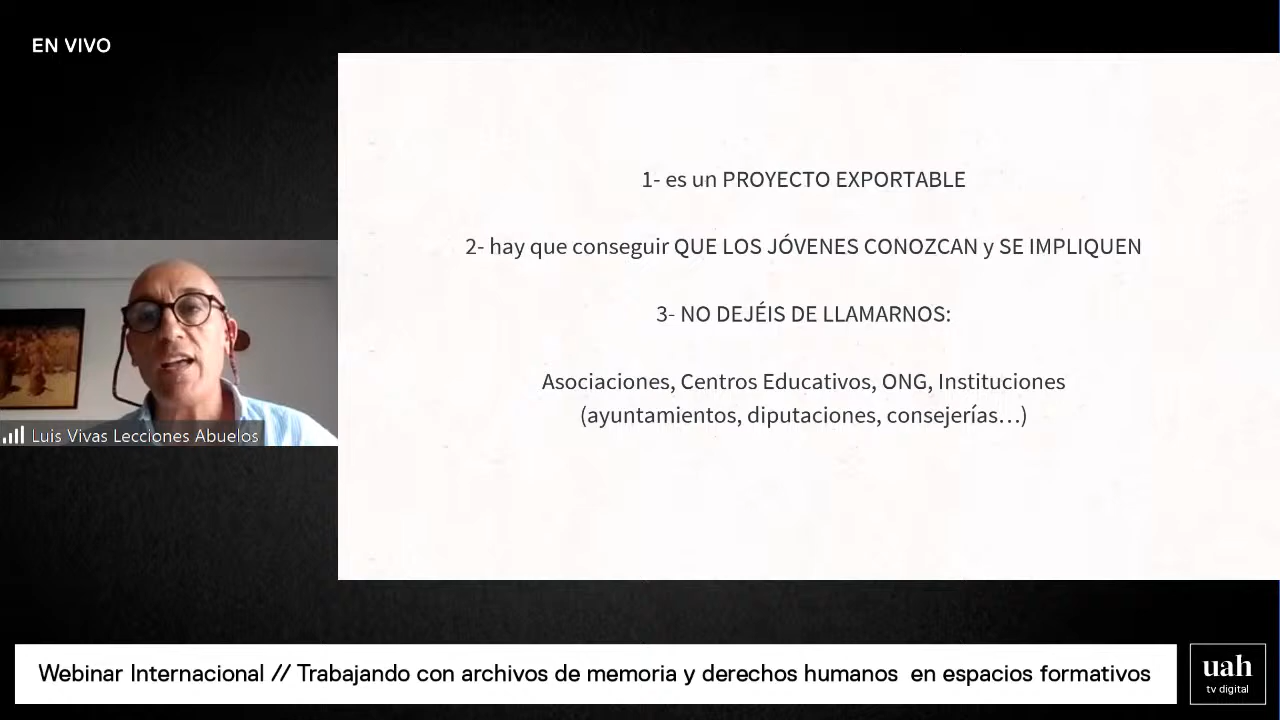 EN VIVO
1- es un PROYECTO EXPORTABLE
2- hay que conseguir QUE LOS JÓVENES CONOZCAN y SE IMPLIQUEN
3- NO DEJÉIS DE LLAMARNOS:
Asociaciones, Centros Educativos, ONG, Instituciones
(ayuntamientos, diputaciones, consejerías...)
Luis Vivas Lecciones Abuelos
Webinar Internacional // Trabajando con archivos de memoria y derechos humanos en espacios formativos
uah
tv digital